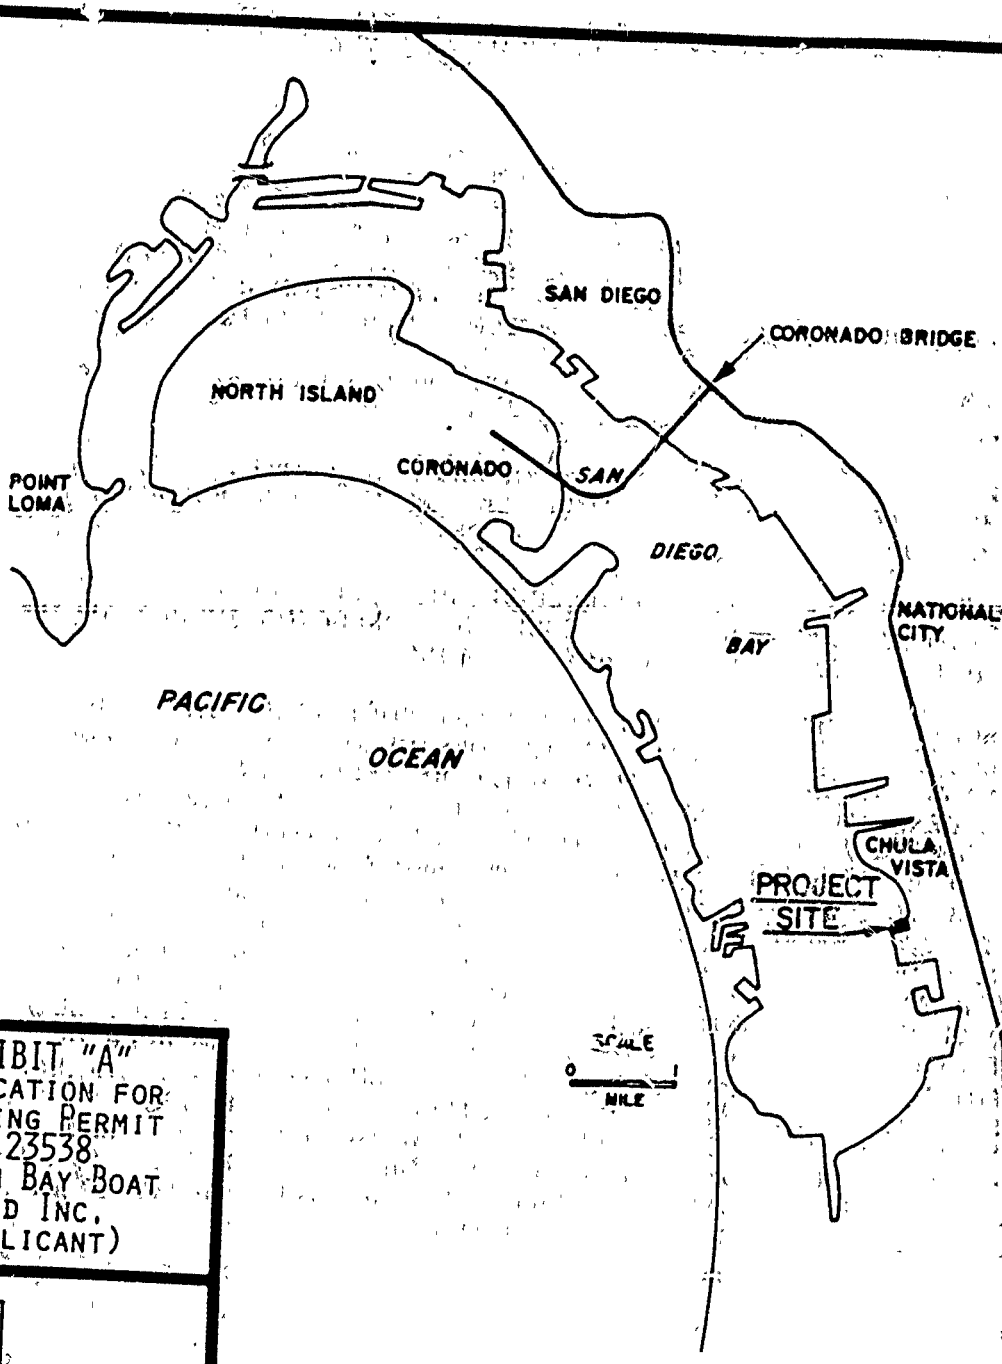 SAN DIEGO
CORONADO BRIDGE
NORTH ISLAND
CORONADO
SAN
POINT
LOMA
DIEGO
NATIONAL
CITY
BAY
PACIFIC
OCEAN
CHULA
VISTA
PROJECT
SITE
SCALE
0 1
MILE
IBIT "A"
CATION FOR
NG PERMIT
23538
BAY BOAT
D INC.
LICANT)